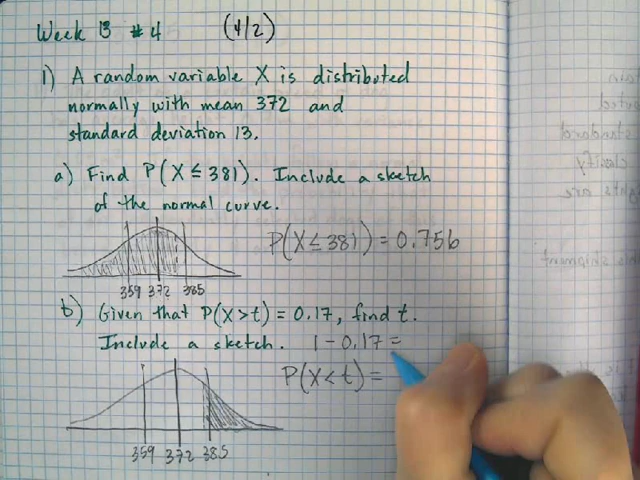 Week 13 #4 (4/2)
1) A random variable X is distributed
normally with mean 372 and
standard deviation 13.
a) Find P(X ≤ 381). Include a sketch
of the normal curve.
P(X ≤ 381) = 0.756
359 372 385
b) Given that P(X > t) = 0.17, find t.
Include a sketch. 1 - 0.17 =
P(X < t) =
359 372 385